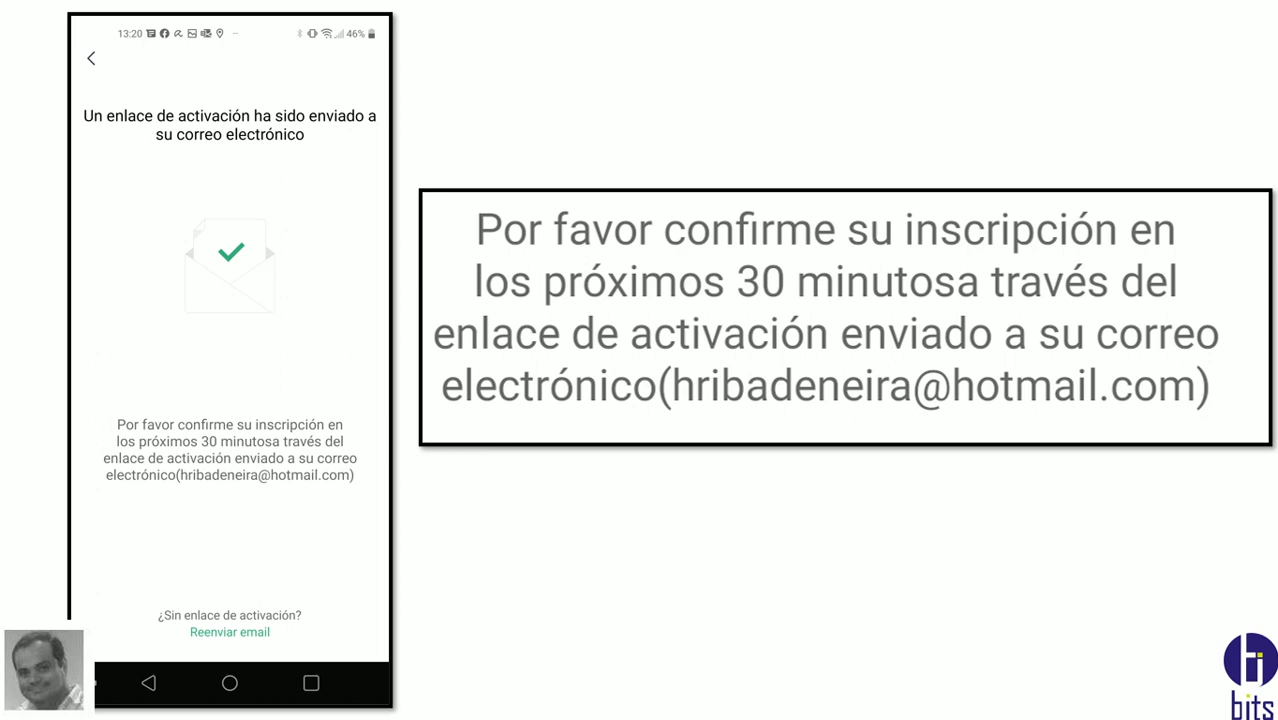 13:20
46%
Un enlace de activación ha sido enviado a
su correo electrónico
Por favor confirme su inscripción en
los próximos 30 minutosa través del
enlace de activación enviado a su correo
electrónico(hribadeneira@hotmail.com)
¿Sin enlace de activación?
Reenviar email
Por favor confirme su inscripción en
los próximos 30 minutosa través del
enlace de activación enviado a su correo
electrónico(hribadeneira@hotmail.com)
bits